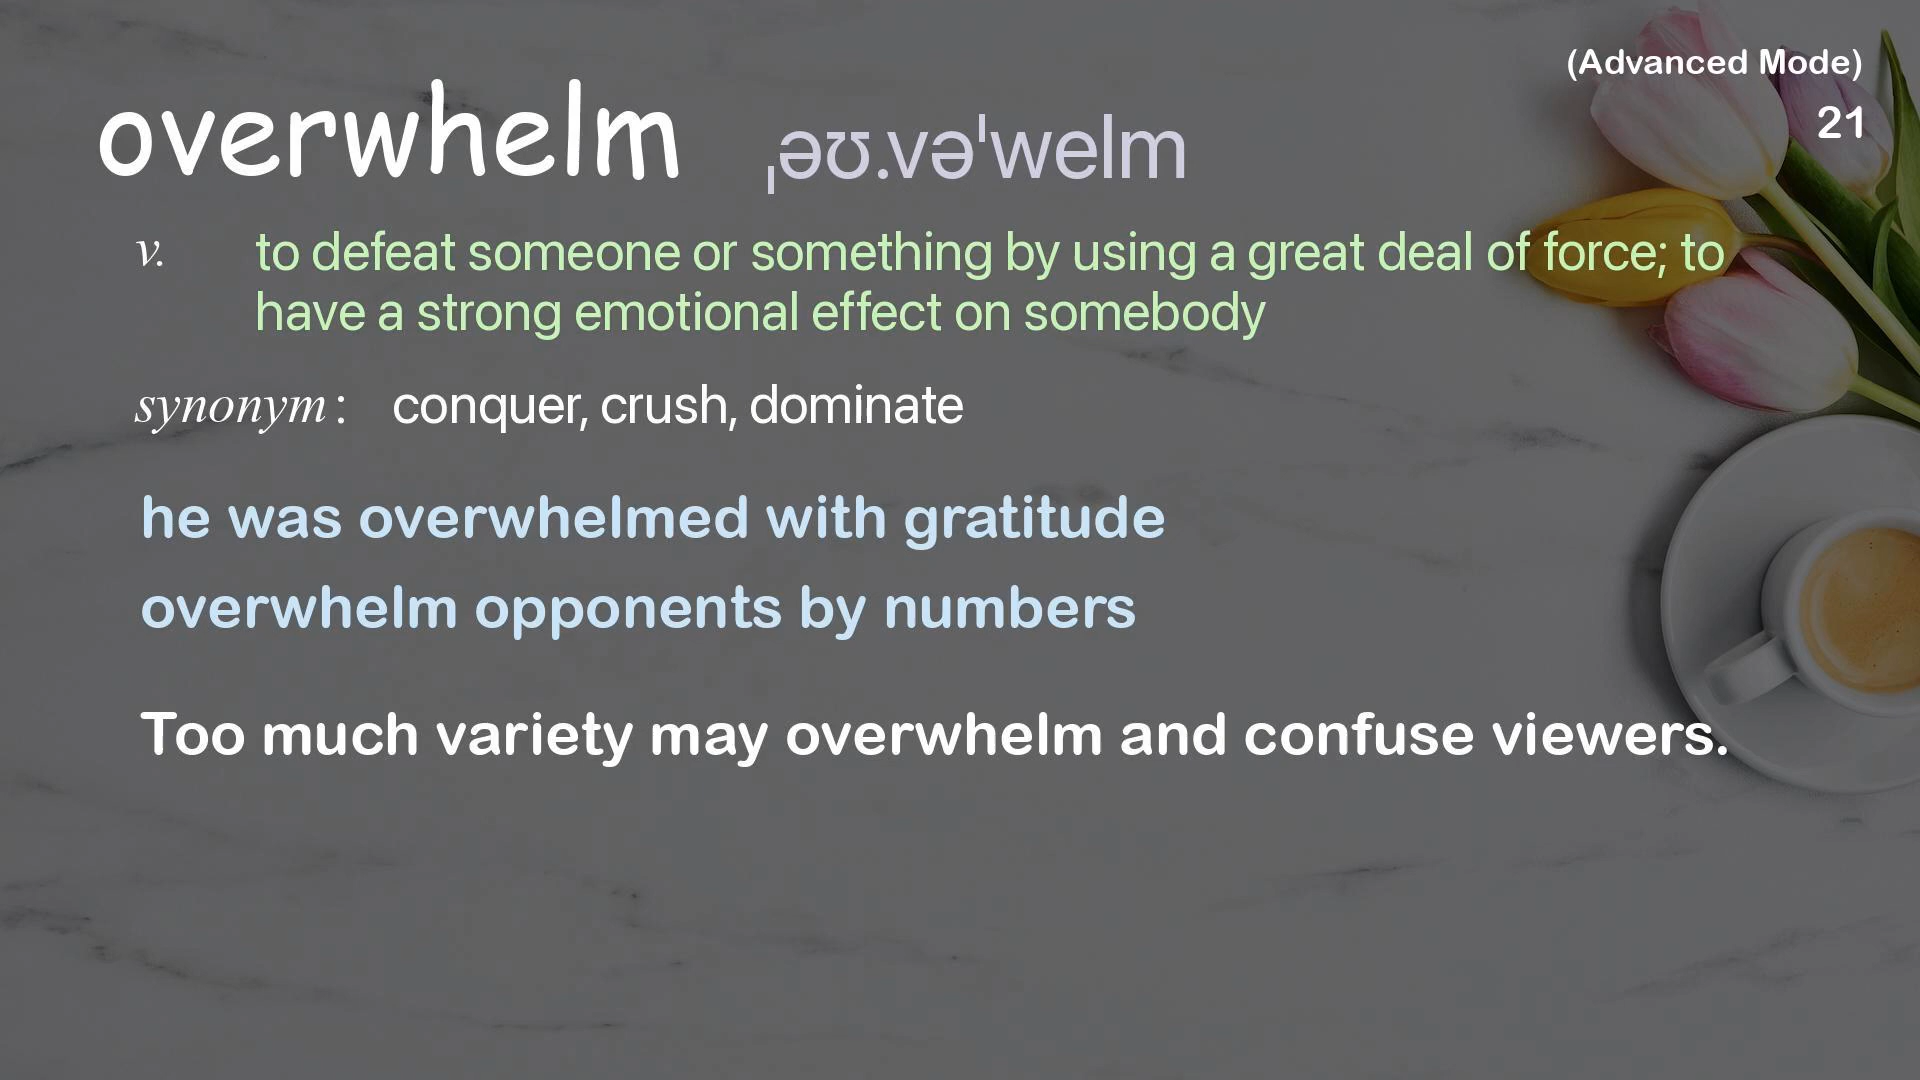 (Advanced Mode)
21
overwhelm ˌəʊ.vəˈwelm
v. to defeat someone or something by using a great deal of force; to
have a strong emotional effect on somebody
synonym: conquer, crush, dominate
he was overwhelmed with gratitude
overwhelm opponents by numbers
Too much variety may overwhelm and confuse viewers.